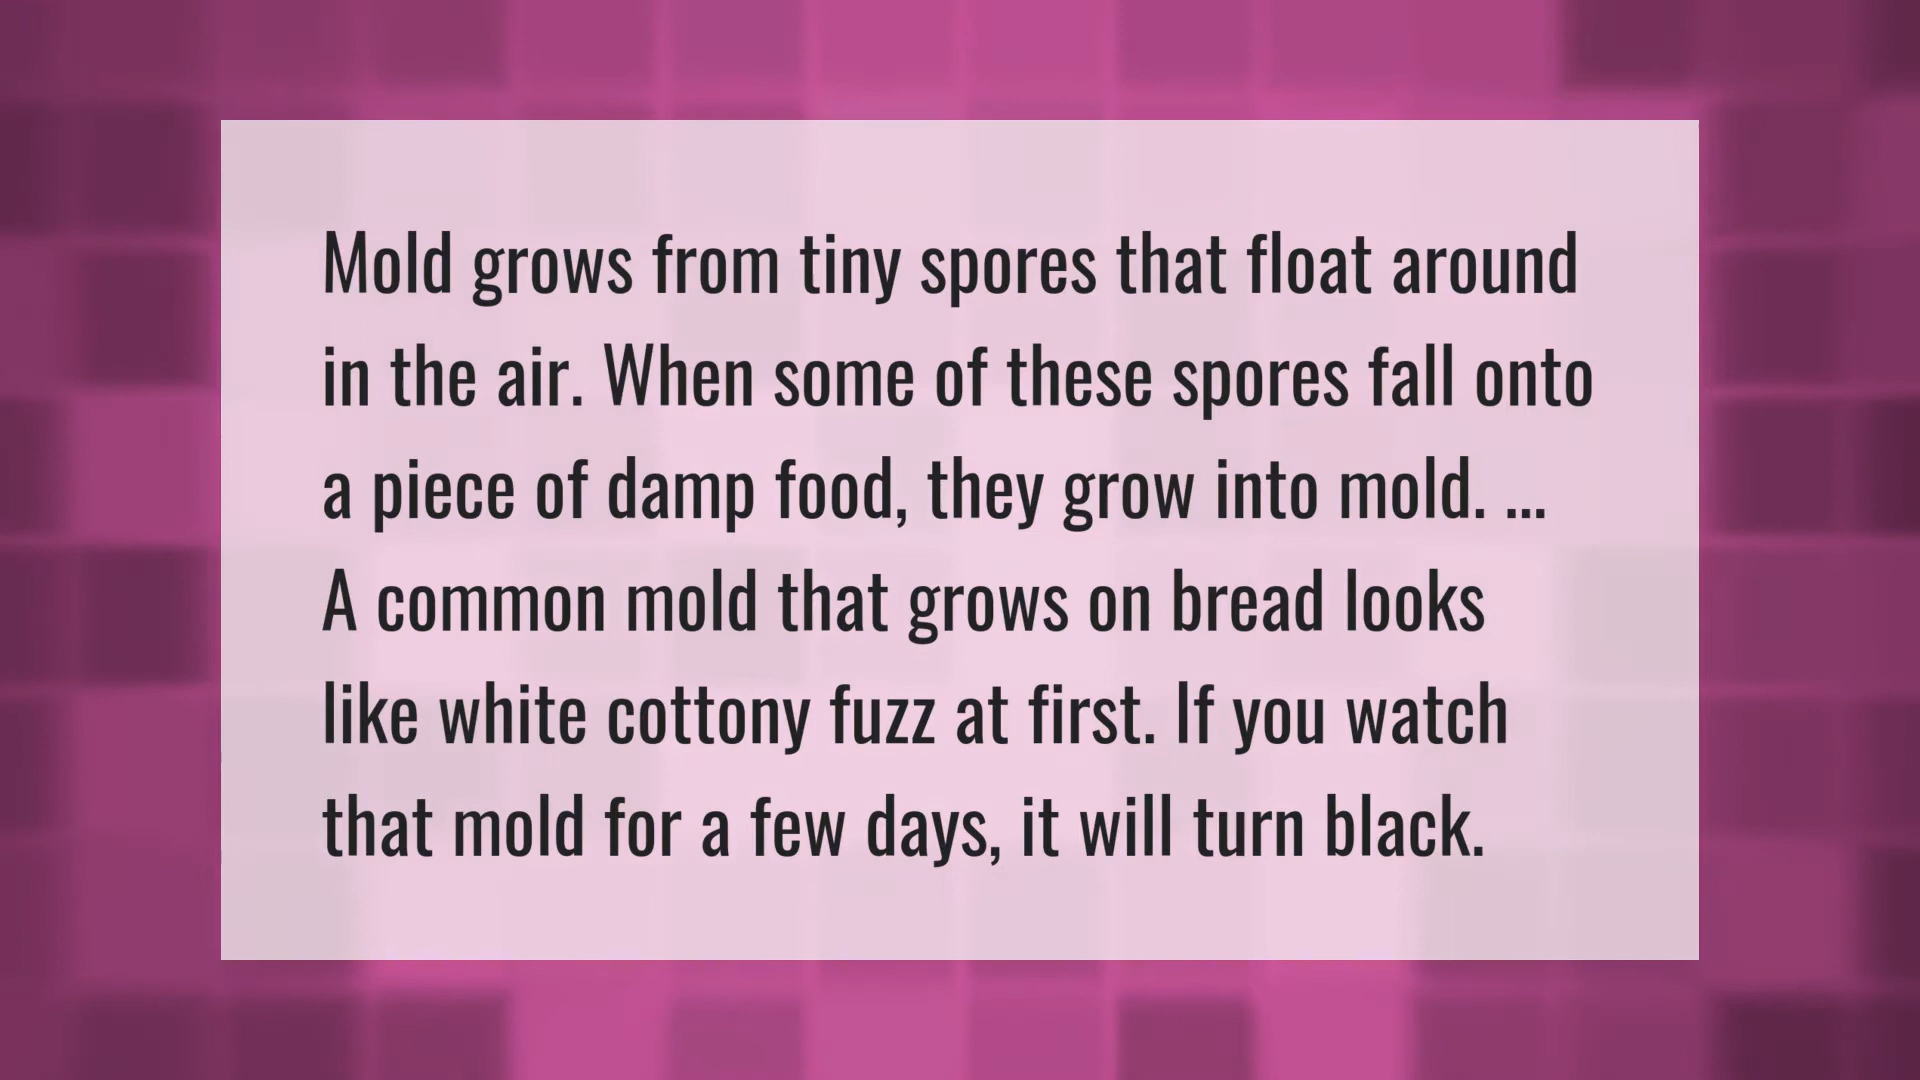 Mold grows from tiny spores that float around
in the air. When some of these spores fall onto
a piece of damp food, they grow into mold. ...
A common mold that grows on bread looks
like white cottony fuzz at first. If you watch
that mold for a few days, it will turn black.